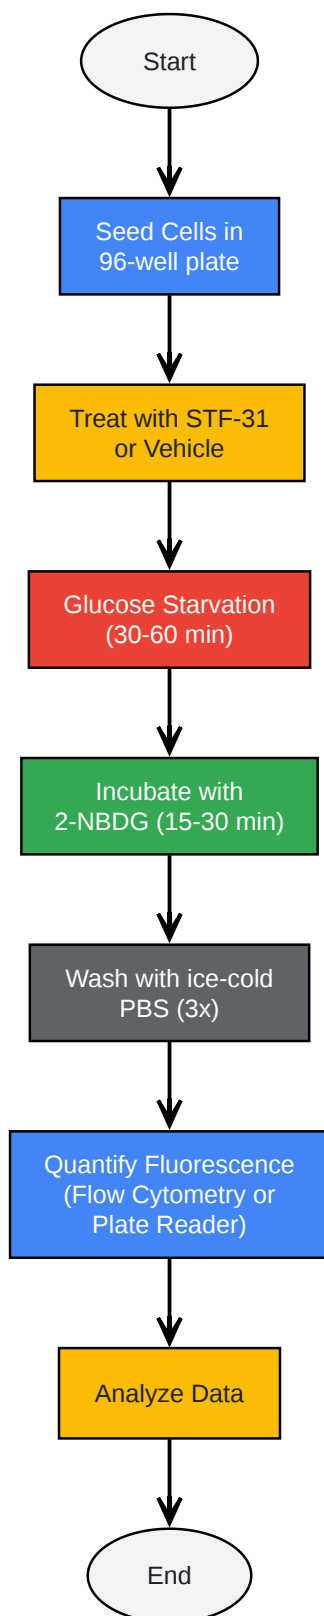 Start
Seed Cells in
96-well plate
Treat with STF-31
or Vehicle
Glucose Starvation
(30-60 min)
Incubate with
2-NBDG (15-30 min)
Wash with ice-cold
PBS (3x)
Quantify Fluorescence
(Flow Cytometry or
Plate Reader)
Analyze Data
End